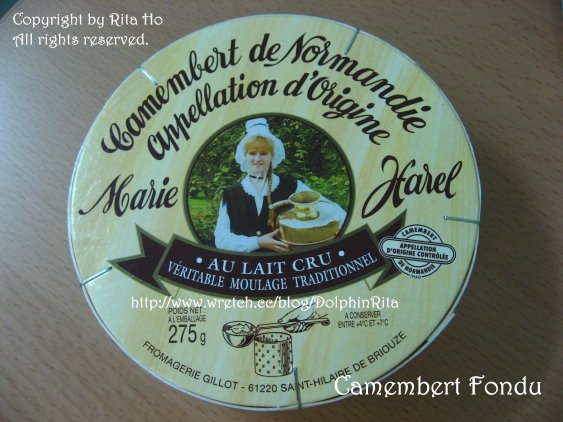 Copyright by Rita Ho
All rights reserved.
Camembert de Normandie
Appellation d'Origine
Marie Harel
CAMEMBERT
APPELLATION
D'ORIGINE CONTRÔLÉE
DE NORMANDIE
• AU LAIT CRU •
VÉRITABLE MOULAGE TRADITIONNEL
http://www.wretch.cc/blog/DolphinRita
POIDS NET:
A L'EMBALLAGE
275g
A CONSERVER
ENTRE +4°C ET +7°C
FROMAGERIE GILLOT - 61220 SAINT-HILAIRE DE BRIOUZE
Camembert Fondu